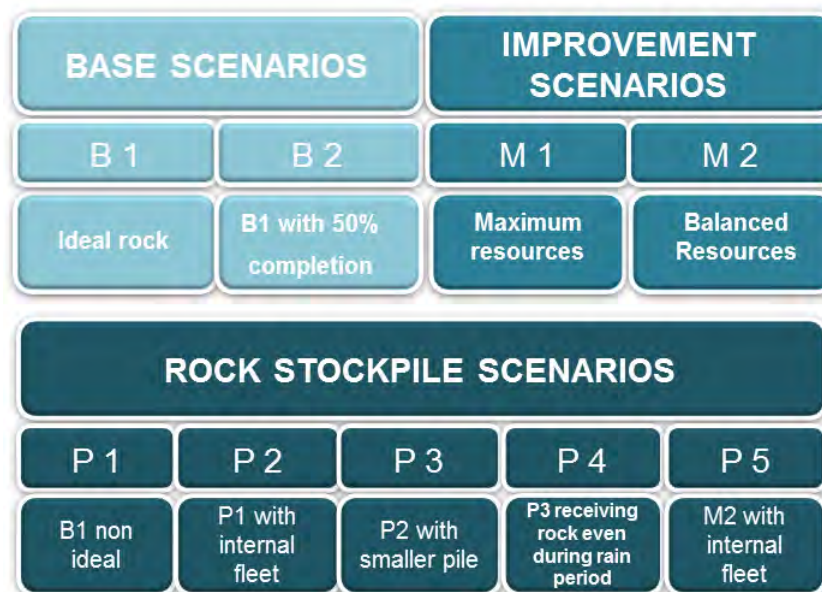 BASE SCENARIOS
IMPROVEMENT
SCENARIOS
B 1
B 2
M 1
M 2
Ideal rock
B1 with 50%
completion
Maximum
resources
Balanced
Resources
ROCK STOCKPILE SCENARIOS
P 1
P 2
P 3
P 4
P 5
B1 non
ideal
P1 with
internal
fleet
P2 with
smaller pile
P3 receiving
rock even
during rain
period
M2 with
internal
fleet